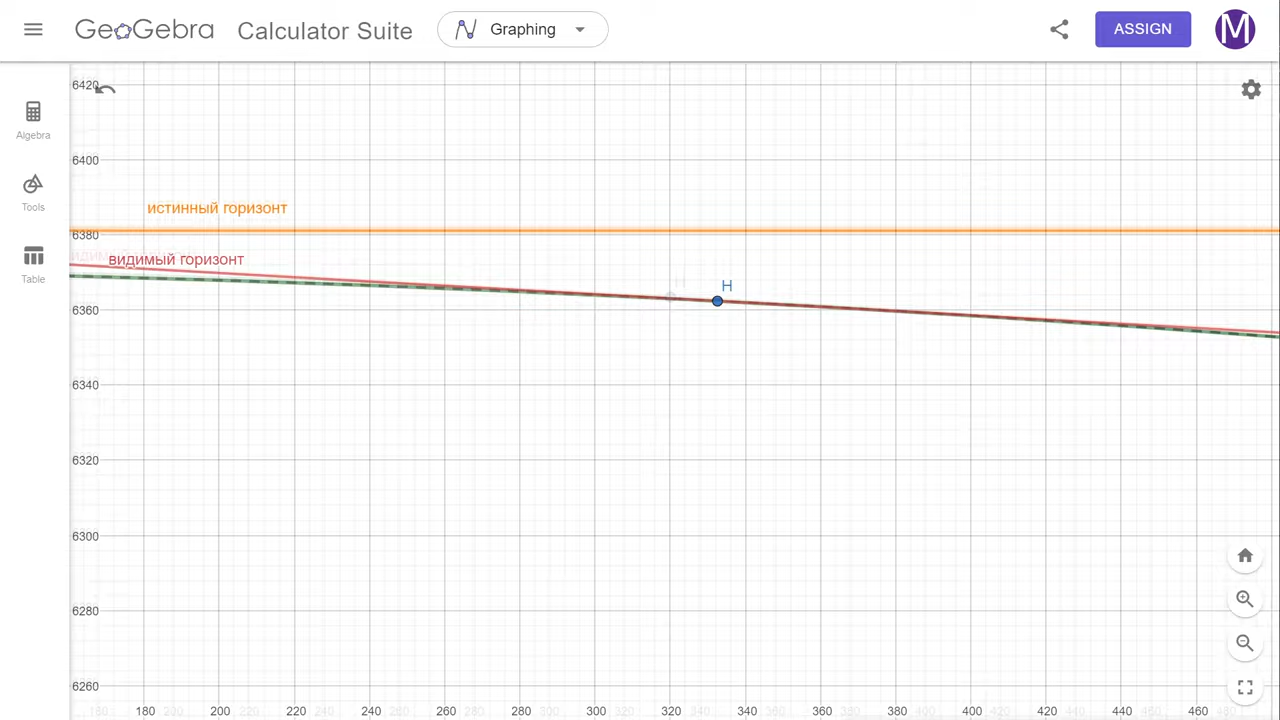 GeoGebra Calculator Suite Graphing ASSIGN M
6420
Algebra
6400
Tools
истинный горизонт
6380
видимый горизонт
Table
H
6360
6340
6320
6300
6280
6260
180 200 220 240 260 280 300 320 340 360 380 400 420 440 460